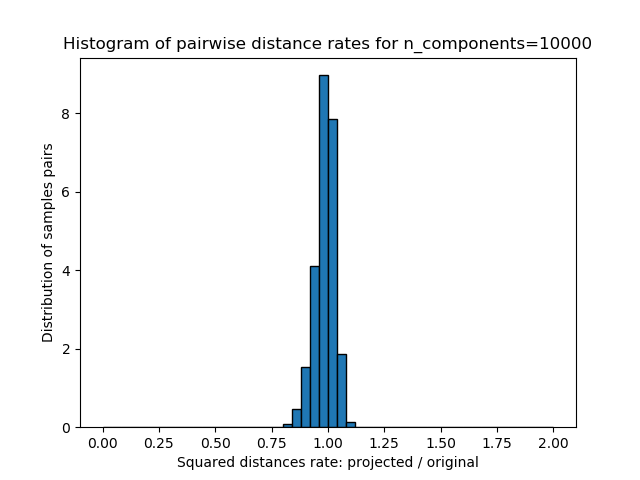 Histogram of pairwise distance rates for n_components=10000
Distribution of samples pairs
8
6
4
2
0
0.00 0.25 0.50 0.75 1.00 1.25 1.50 1.75 2.00
Squared distances rate: projected / original